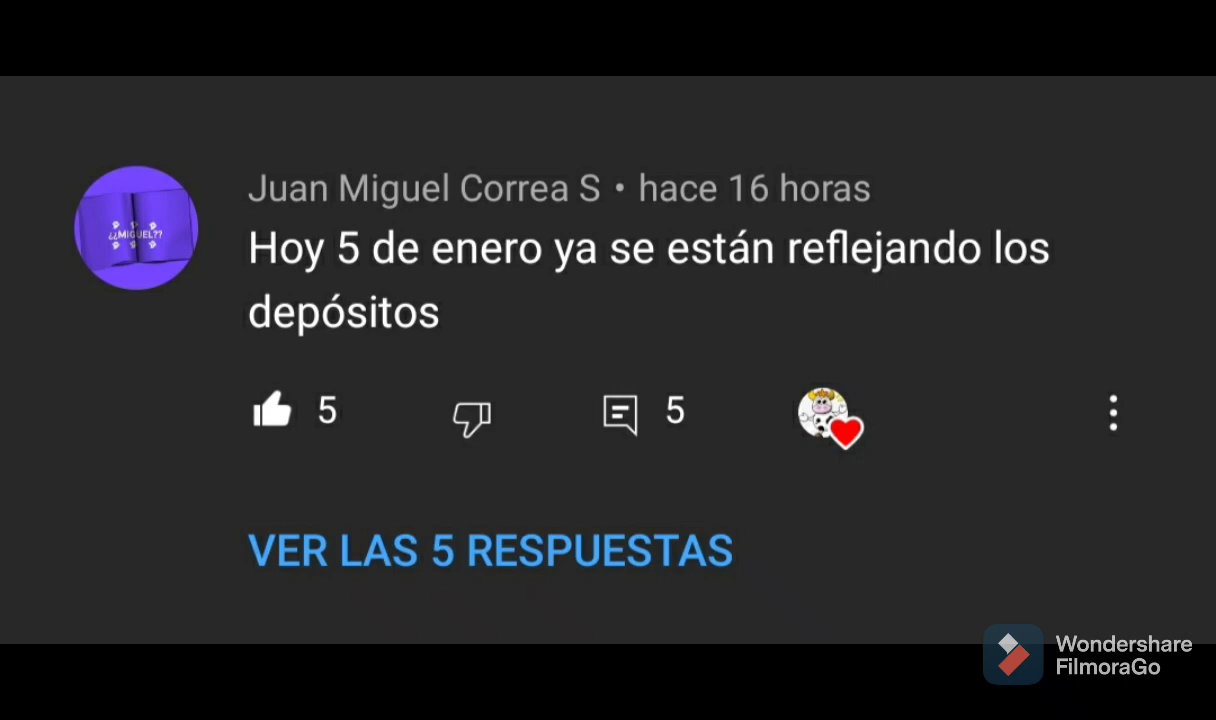 Juan Miguel Correa S • hace 16 horas
¿¿MIGUEL??
Hoy 5 de enero ya se están reflejando los
depósitos
5
5
VER LAS 5 RESPUESTAS
Wondershare
FilmoraGo